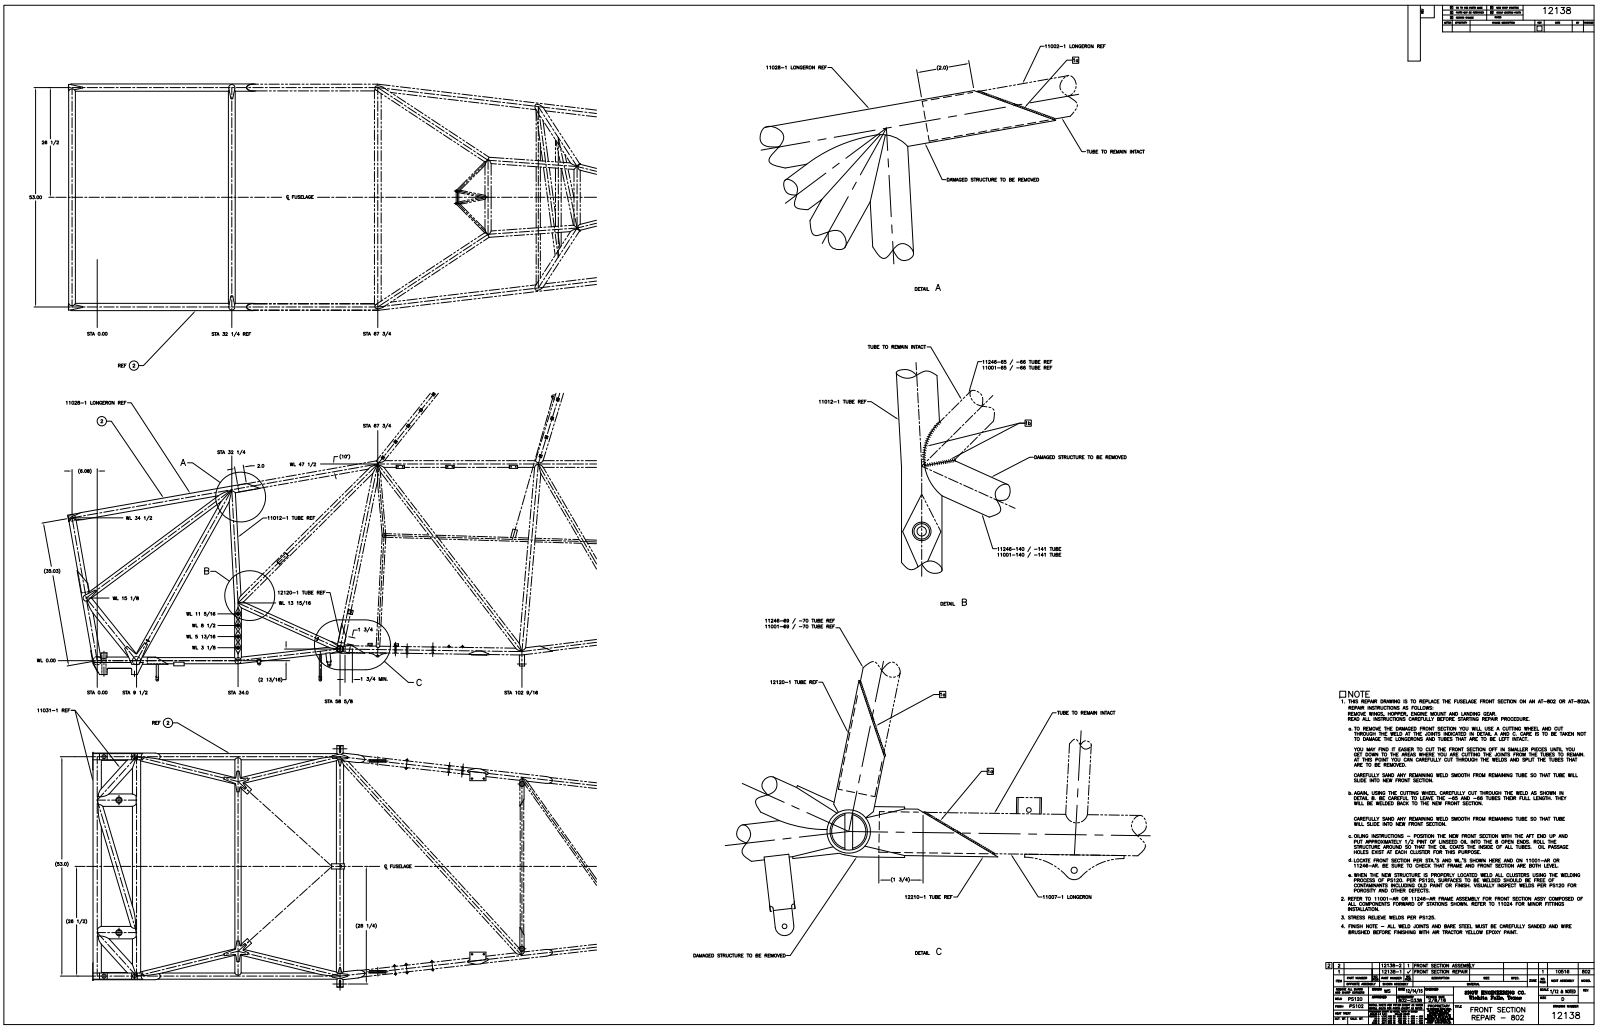 12138
26 1/2
53.00
℄ FUSELAGE
STA 0.00
STA 32 1/4 REF
STA 67 3/4
REF 2
11028-1 LONGERON REF
2
A
STA 32 1/4
2.0
STA 67 3/4
WL 47 1/2
(10°)
(6.08)
WL 34 1/2
11012-1 TUBE REF
(35.03)
B
12120-1 TUBE REF
WL 15 1/8
WL 13 15/16
WL 11 5/16
WL 8 1/2
WL 5 13/16
WL 3 1/8
1 3/4
WL 0.00
(2 13/16)
1 3/4 MIN.
C
STA 0.00
STA 9 1/2
STA 34.0
STA 58 5/8
STA 102 9/16
11031-1 REF
REF 2
(53.0)
℄ FUSELAGE
(26 1/2)
(26 1/4)
11002-1 LONGERON REF
11028-1 LONGERON REF
(2.0)
1a
TUBE TO REMAIN INTACT
DAMAGED STRUCTURE TO BE REMOVED
DETAIL A
TUBE TO REMAIN INTACT
11246-65 / -66 TUBE REF
11001-65 / -66 TUBE REF
11012-1 TUBE REF
1b
DAMAGED STRUCTURE TO BE REMOVED
11246-140 / -141 TUBE
11001-140 / -141 TUBE
DETAIL B
11246-69 / -70 TUBE REF
11001-69 / -70 TUBE REF
12120-1 TUBE REF
1a
TUBE TO REMAIN INTACT
1a
(1 3/4)
12210-1 TUBE REF
11007-1 LONGERON
DAMAGED STRUCTURE TO BE REMOVED
DETAIL C
NOTE
1. THIS REPAIR DRAWING IS TO REPLACE THE FUSELAGE FRONT SECTION ON AN AT-802 OR AT-802A.
REPAIR INSTRUCTIONS AS FOLLOWS:
REMOVE WINGS, HOPPER, ENGINE MOUNT AND LANDING GEAR.
READ ALL INSTRUCTIONS CAREFULLY BEFORE STARTING REPAIR PROCEDURE.
a. TO REMOVE THE DAMAGED FRONT SECTION YOU WILL USE A CUTTING WHEEL AND CUT
THROUGH THE WELD AT THE JOINTS INDICATED IN DETAIL A AND C. CARE IS TO BE TAKEN NOT
TO DAMAGE THE LONGERONS AND TUBES THAT ARE TO BE LEFT INTACT.
YOU MAY FIND IT EASIER TO CUT THE FRONT SECTION OFF IN SMALLER PIECES UNTIL YOU
GET DOWN TO THE AREAS WHERE YOU ARE CUTTING THE JOINTS FROM THE TUBES TO REMAIN.
AT THIS POINT YOU CAN CAREFULLY CUT THROUGH THE WELDS AND SPLIT THE TUBES THAT
ARE TO BE REMOVED.
CAREFULLY SAND ANY REMAINING WELD SMOOTH FROM REMAINING TUBE SO THAT TUBE WILL
SLIDE INTO NEW FRONT SECTION.
b. AGAIN, USING THE CUTTING WHEEL CAREFULLY CUT THROUGH THE WELD AS SHOWN IN
DETAIL B. BE CAREFUL TO LEAVE THE -65 AND -66 TUBES THEIR FULL LENGTH. THEY
WILL BE WELDED BACK TO THE NEW FRONT SECTION.
CAREFULLY SAND ANY REMAINING WELD SMOOTH FROM REMAINING TUBE SO THAT TUBE
WILL SLIDE INTO NEW FRONT SECTION.
c. OILING INSTRUCTIONS – POSITION THE NEW FRONT SECTION WITH THE AFT END UP AND
PUT APPROXIMATELY 1/2 PINT OF LINSEED OIL INTO THE 8 OPEN ENDS. ROLL THE
STRUCTURE AROUND SO THAT THE OIL COATS THE INSIDE OF ALL TUBES. OIL PASSAGE
HOLES EXIST AT EACH CLUSTER FOR THIS PURPOSE.
d. LOCATE FRONT SECTION PER STA'S AND WL'S SHOWN HERE AND ON 11001-AR OR
11246-AR. BE SURE TO CHECK THAT FRAME AND FRONT SECTION ARE BOTH LEVEL.
e. WHEN THE NEW STRUCTURE IS PROPERLY LOCATED WELD ALL CLUSTERS USING THE WELDING
PROCESS OF PS120. PER PS120, SURFACES TO BE WELDED SHOULD BE FREE OF
CONTAMINANTS INCLUDING OLD PAINT OR FINISH. VISUALLY INSPECT WELDS PER PS120 FOR
POROSITY AND OTHER DEFECTS.
2. REFER TO 11001-AR OR 11246-AR FRAME ASSEMBLY FOR FRONT SECTION ASSY COMPOSED OF
ALL COMPONENTS FORWARD OF STATIONS SHOWN. REFER TO 11024 FOR MINOR FITTINGS
INSTALLATION.
3. STRESS RELIEVE WELDS PER PS125.
4. FINISH NOTE – ALL WELD JOINTS AND BARE STEEL MUST BE CAREFULLY SANDED AND WIRE
BRUSHED BEFORE FINISHING WITH AIR TRACTOR YELLOW EPOXY PAINT.
2 2 12138-2 1 FRONT SECTION ASSEMBLY
1 12138-1 ✓ FRONT SECTION REPAIR 1 10516 802
SNOW ENGINEERING CO.
Wichita Falls, Texas
PS120
PS102
PROPRIETARY
TITLE
FRONT SECTION
REPAIR – 802
SCALE 1/12 & NOTED
SIZE D
12138